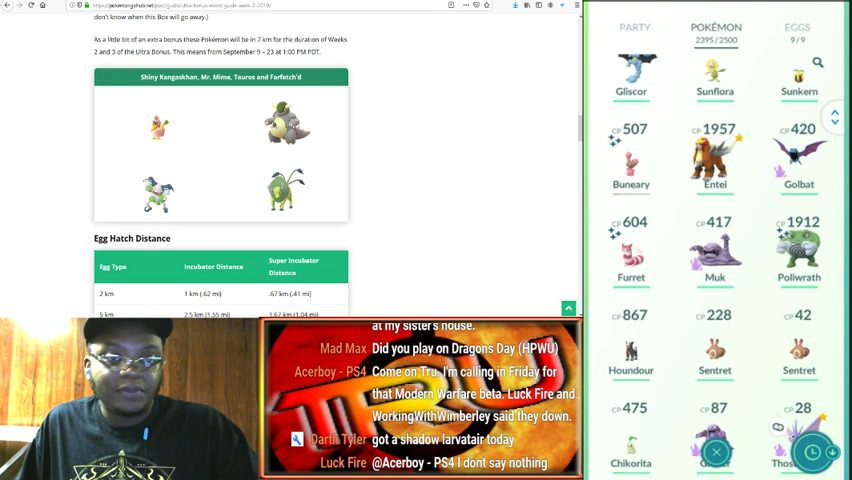 https://pokemongohub.net/post/guide/ultra-bonus-event-guide-week-2-2019/
don't know when this Box will go away.)
As a little bit of an extra bonus these Pokémon will be in 7 km for the duration of Weeks
2 and 3 of the Ultra Bonus. This means from September 9 – 23 at 1:00 PM PDT.
Shiny Kangaskhan, Mr. Mime, Tauros and Farfetch'd
Egg Hatch Distance
Egg Type Incubator Distance Super Incubator
Distance
2 km 1 km (.62 mi) .67 km (.41 mi)
5 km 2.5 km (1.55 mi) 1.67 km (1.04 mi)
at my sister's house.
Mad Max Did you play on Dragons Day (HPWU)
Acerboy - PS4 Come on Tru. I'm calling in Friday for
that Modern Warfare beta. Luck Fire and
WorkingWithWimberley said they down.
Darth Tyler got a shadow larvatair today
Luck Fire @Acerboy - PS4 I dont say nothing
PARTY POKÉMON EGGS
2395/2500 9/9
Gliscor Sunflora Sunkern
CP 507 CP 1957 CP 420
Buneary Entei Golbat
CP 604 CP 417 CP 1912
Furret Muk Poliwrath
CP 867 CP 228 CP 42
Houndour Sentret Sentret
CP 475 CP 87 CP 28
Chikorita